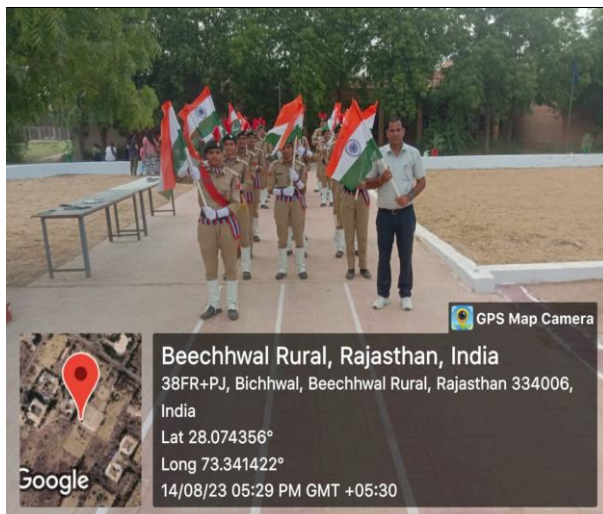 GPS Map Camera
Beechhwal Rural, Rajasthan, India
38FR+PJ, Bichhwal, Beechhwal Rural, Rajasthan 334006,
India
Lat 28.074356°
Long 73.341422°
14/08/23 05:29 PM GMT +05:30
Google